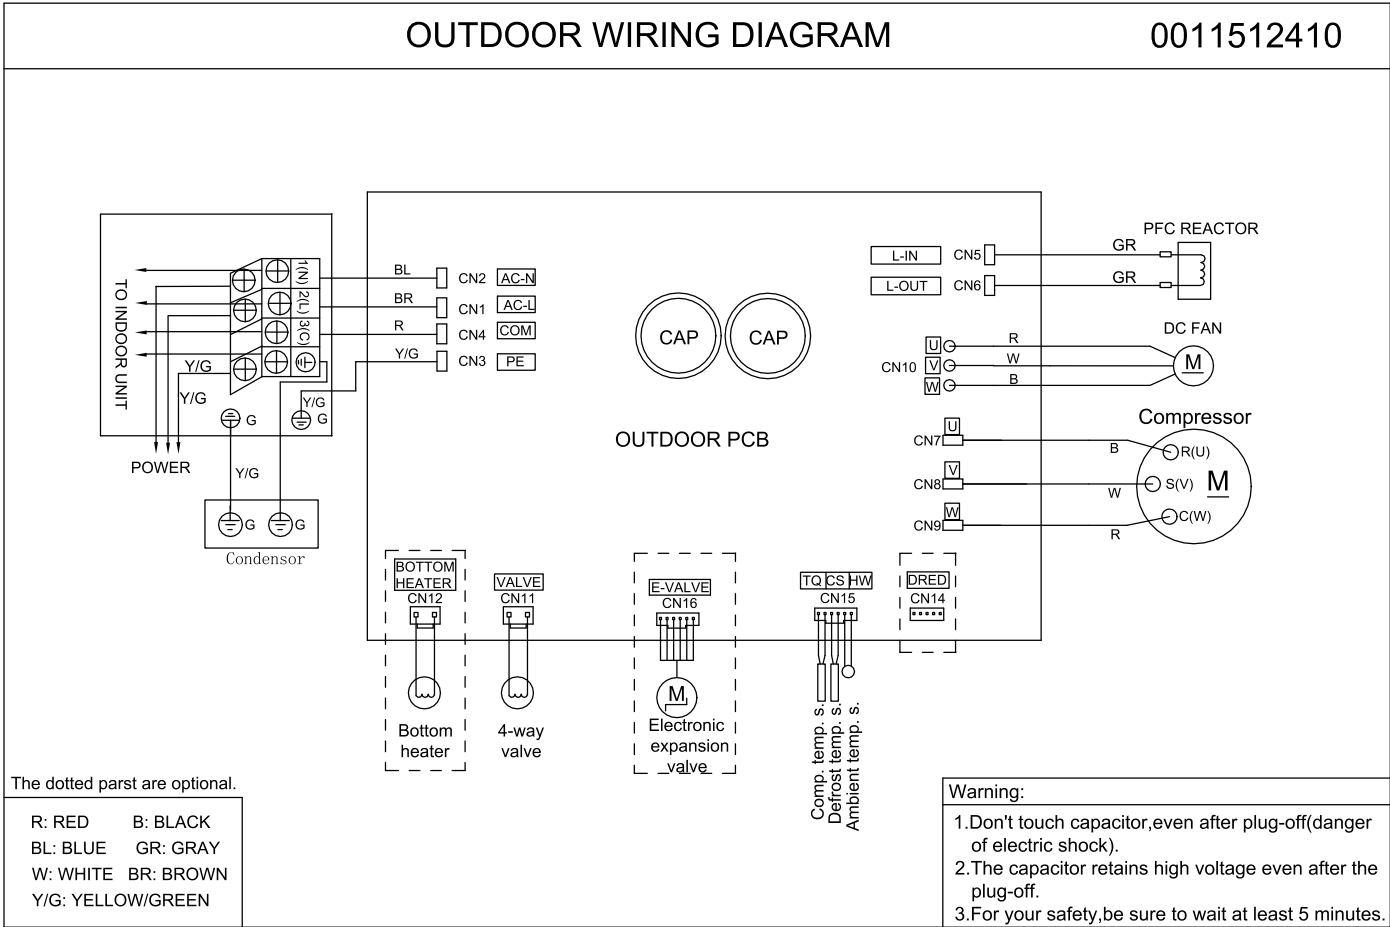 OUTDOOR WIRING DIAGRAM
0011512410
TO INDOOR UNIT
1(N)
2(L)
3(C)
Y/G
Y/G
Y/G
G
G
POWER
Y/G
G
G
Condensor
BL
BR
R
Y/G
CN2 AC-N
CN1 AC-L
CN4 COM
CN3 PE
CAP
CAP
OUTDOOR PCB
L-IN CN5
L-OUT CN6
GR
GR
PFC REACTOR
DC FAN
CN10
U
V
W
R
W
B
M
Compressor
U
CN7
V
CN8
W
CN9
B
W
R
R(U)
S(V)
C(W)
M
BOTTOM
HEATER
CN12
Bottom
heater
VALVE
CN11
4-way
valve
E-VALVE
CN16
M
Electronic
expansion
valve
TQ CS HW
CN15
Comp. temp. s.
Defrost temp. s.
Ambient temp. s.
DRED
CN14
The dotted parst are optional.
R: RED B: BLACK
BL: BLUE GR: GRAY
W: WHITE BR: BROWN
Y/G: YELLOW/GREEN
Warning:
1.Don't touch capacitor,even after plug-off(danger
of electric shock).
2.The capacitor retains high voltage even after the
plug-off.
3.For your safety,be sure to wait at least 5 minutes.